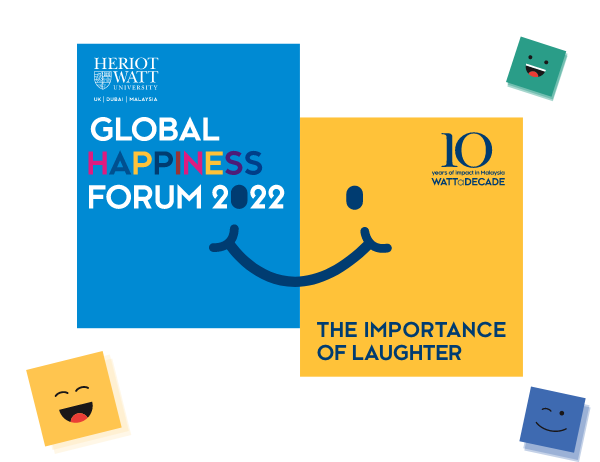 HERIOT
WATT
UNIVERSITY
UK | DUBAI | MALAYSIA
GLOBAL
HAPPINESS
FORUM 2022
10
years of impact in Malaysia
WATTaDECADE
THE IMPORTANCE
OF LAUGHTER